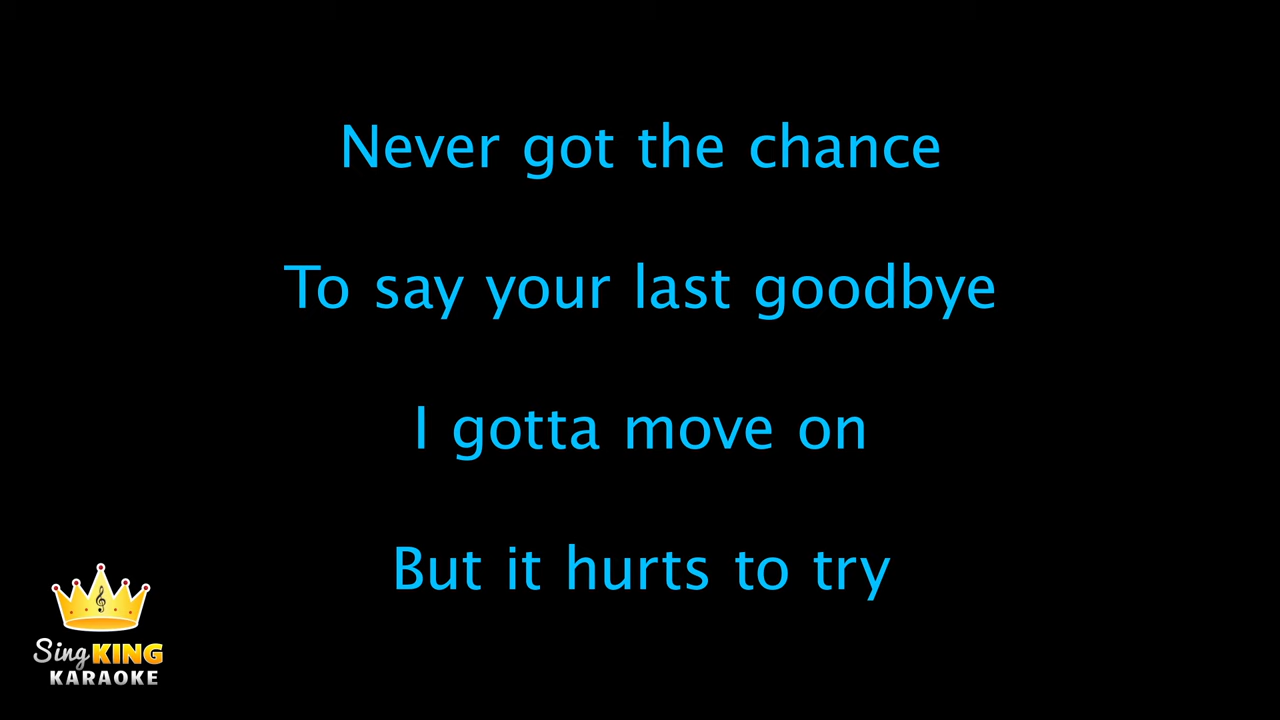 Never got the chance
To say your last goodbye
I gotta move on
But it hurts to try
Sing KING
KARAOKE